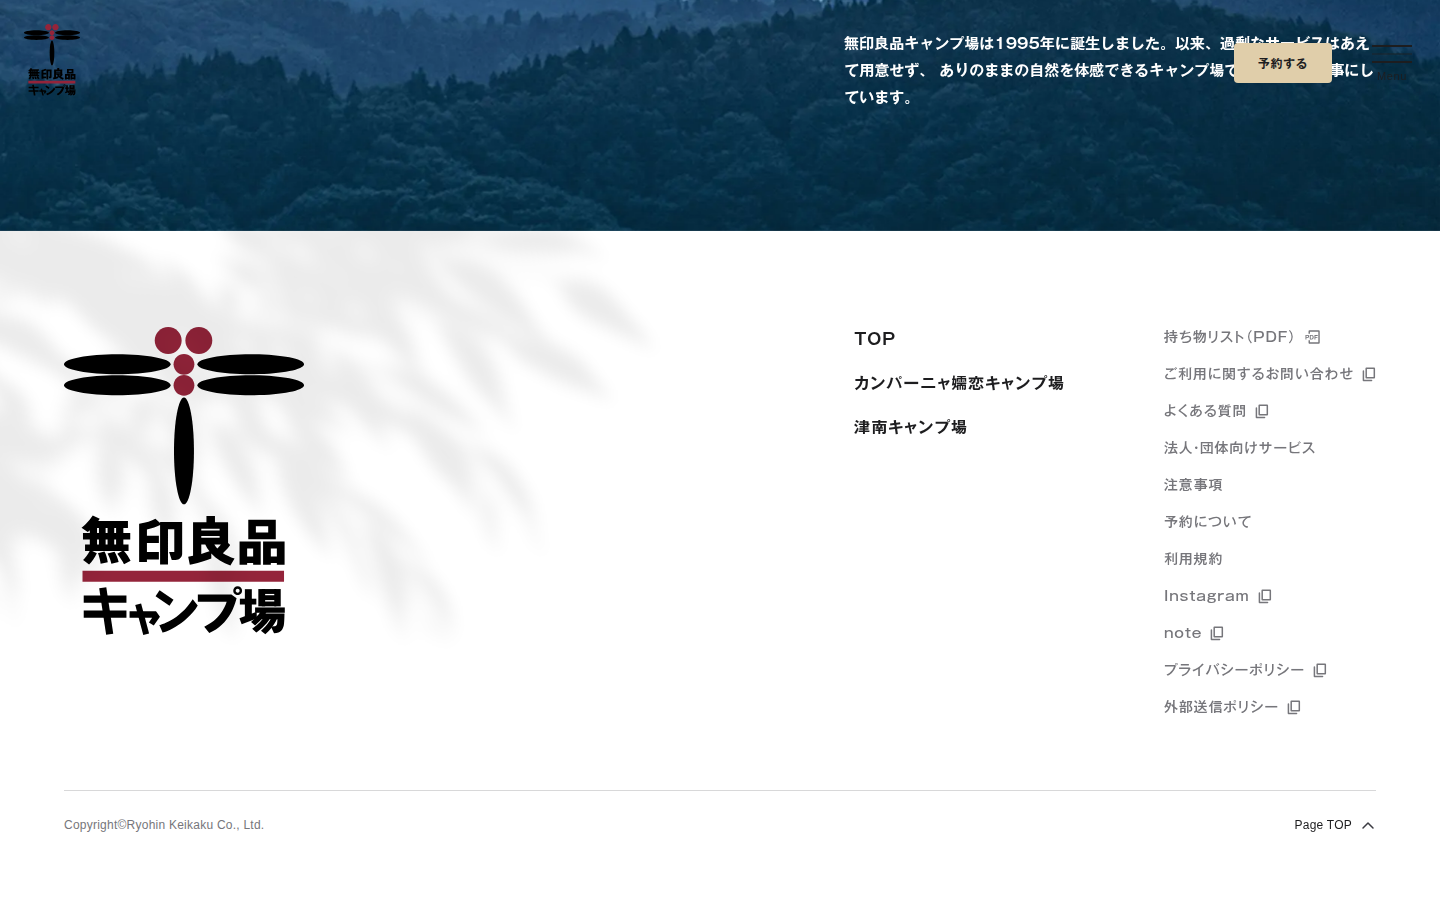 無印良品
キャンプ場
無印良品キャンプ場は1995年に誕生しました。以来、過剰なサービスはあえ
て用意せず、 ありのままの自然を体感できるキャンプ場で
事にし
ています。
予約する
無印良品
キャンプ場
TOP
カンパーニャ嬬恋キャンプ場
津南キャンプ場
持ち物リスト（PDF）
PDF
ご利用に関するお問い合わせ
よくある質問
法人・団体向けサービス
注意事項
予約について
利用規約
Instagram
note
プライバシーポリシー
外部送信ポリシー
Copyright©Ryohin Keikaku Co., Ltd.
Page TOP